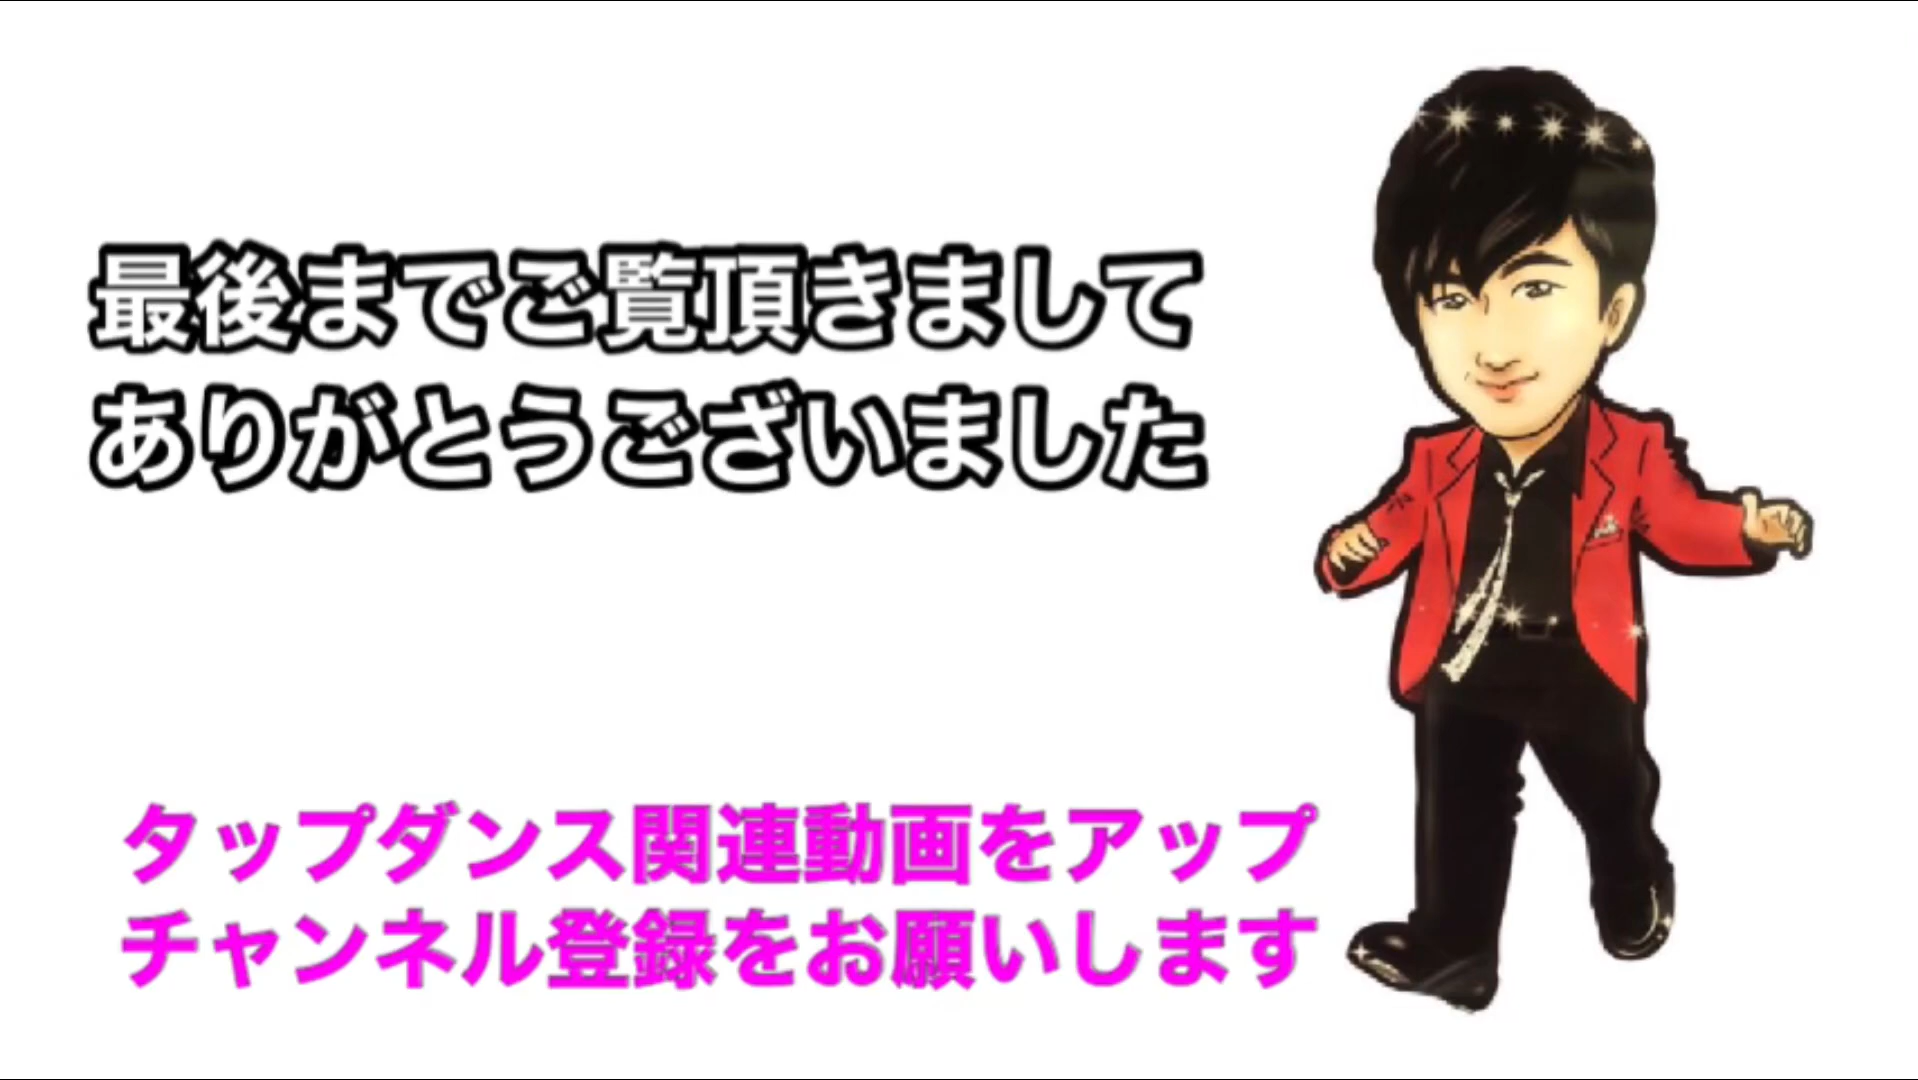 最後までご覧頂きまして
ありがとうございました
タップダンス関連動画をアップ
チャンネル登録をお願いします